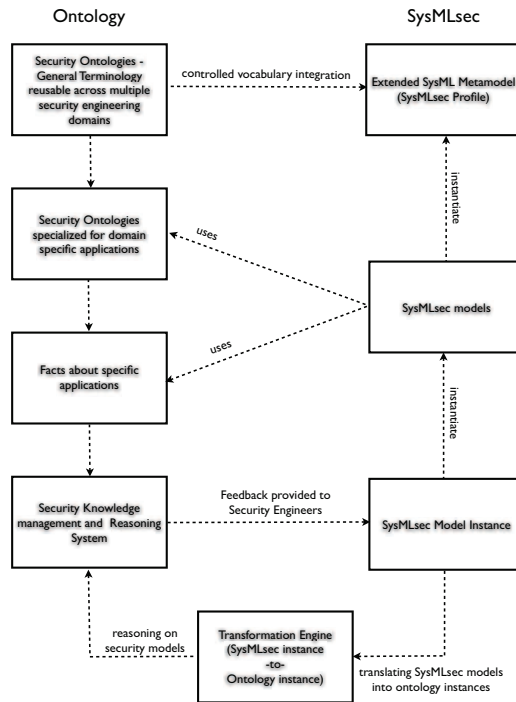 Ontology
SysMLsec
Security Ontologies -
General Terminology
reusable across multiple
security engineering
domains
controlled vocabulary integration
Extended SysML Metamodel
(SysMLsec Profile)
instantiate
Security Ontologies
specialized for domain
specific applications
uses
SysMLsec models
uses
Facts about specific
applications
instantiate
Security Knowledge
management and Reasoning
System
Feedback provided to
Security Engineers
SysMLsec Model Instance
reasoning on
security models
Transformation Engine
(SysMLsec instance
-to-
Ontology instance)
translating SysMLsec models
into ontology instances